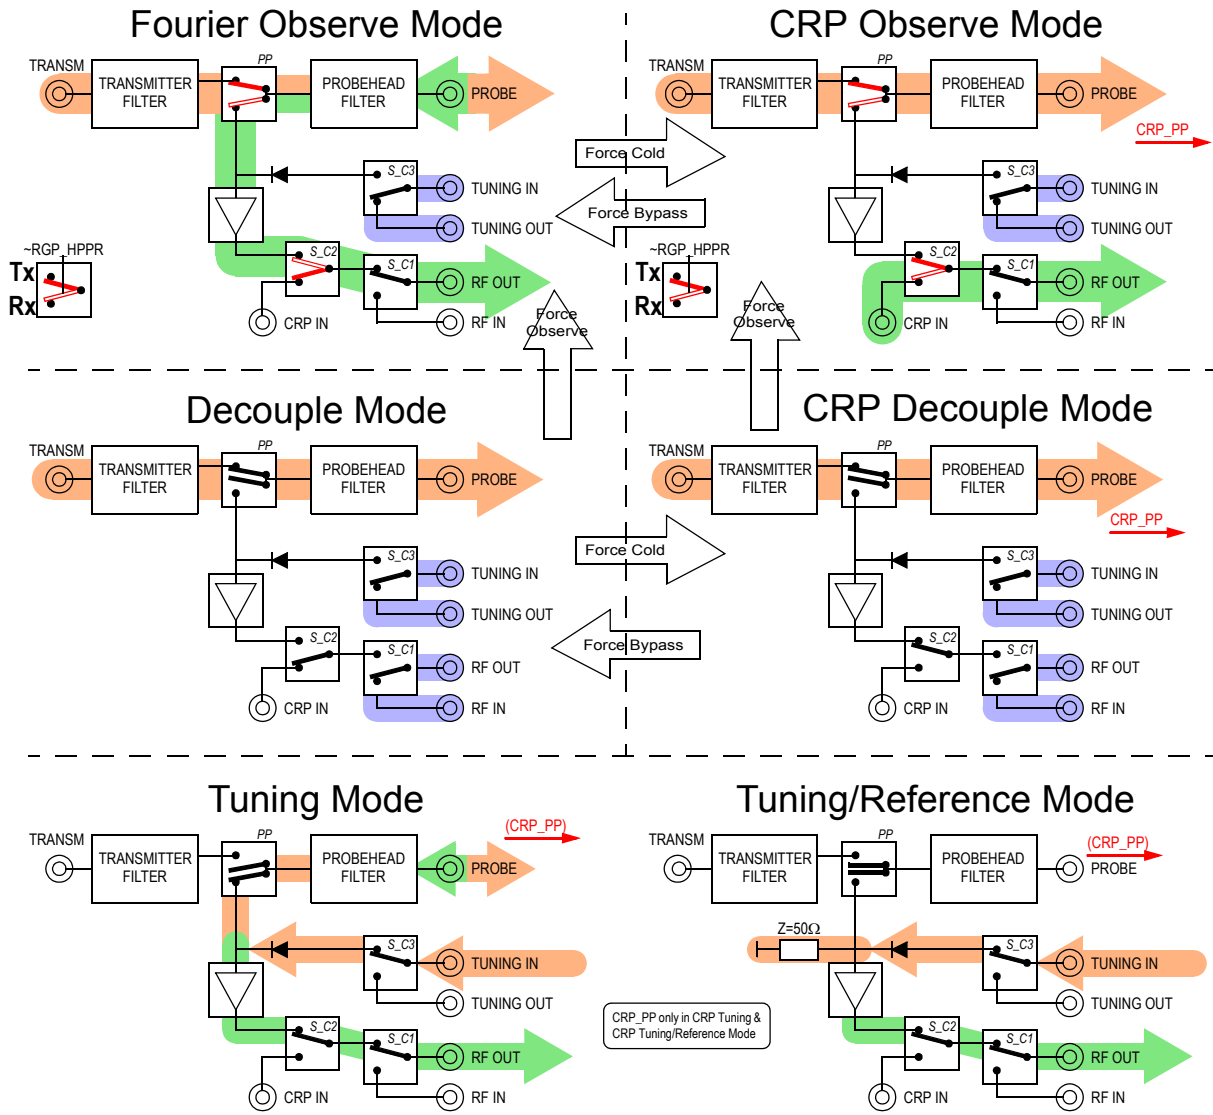 Fourier Observe Mode
TRANSM
TRANSMITTER
FILTER
PP
PROBEHEAD
FILTER
PROBE
S_C3
TUNING IN
TUNING OUT
~RGP_HPPR
Tx
Rx
S_C2
S_C1
RF OUT
CRP IN
RF IN
Force Cold
Force Bypass
Force
Observe
CRP Observe Mode
TRANSM
TRANSMITTER
FILTER
PP
PROBEHEAD
FILTER
PROBE
CRP_PP
S_C3
TUNING IN
TUNING OUT
~RGP_HPPR
Tx
Rx
S_C2
S_C1
RF OUT
CRP IN
RF IN
Force
Observe
Decouple Mode
TRANSM
TRANSMITTER
FILTER
PP
PROBEHEAD
FILTER
PROBE
S_C3
TUNING IN
TUNING OUT
S_C2
S_C1
RF OUT
CRP IN
RF IN
Force Cold
Force Bypass
CRP Decouple Mode
TRANSM
TRANSMITTER
FILTER
PP
PROBEHEAD
FILTER
PROBE
CRP_PP
S_C3
TUNING IN
TUNING OUT
S_C2
S_C1
RF OUT
CRP IN
RF IN
Tuning Mode
TRANSM
TRANSMITTER
FILTER
PP
PROBEHEAD
FILTER
(CRP_PP)
PROBE
S_C3
TUNING IN
TUNING OUT
S_C2
S_C1
RF OUT
CRP IN
RF IN
Tuning/Reference Mode
TRANSM
TRANSMITTER
FILTER
PP
PROBEHEAD
FILTER
(CRP_PP)
PROBE
Z=50Ω
S_C3
TUNING IN
TUNING OUT
CRP_PP only in CRP Tuning &
CRP Tuning/Reference Mode
S_C2
S_C1
RF OUT
CRP IN
RF IN